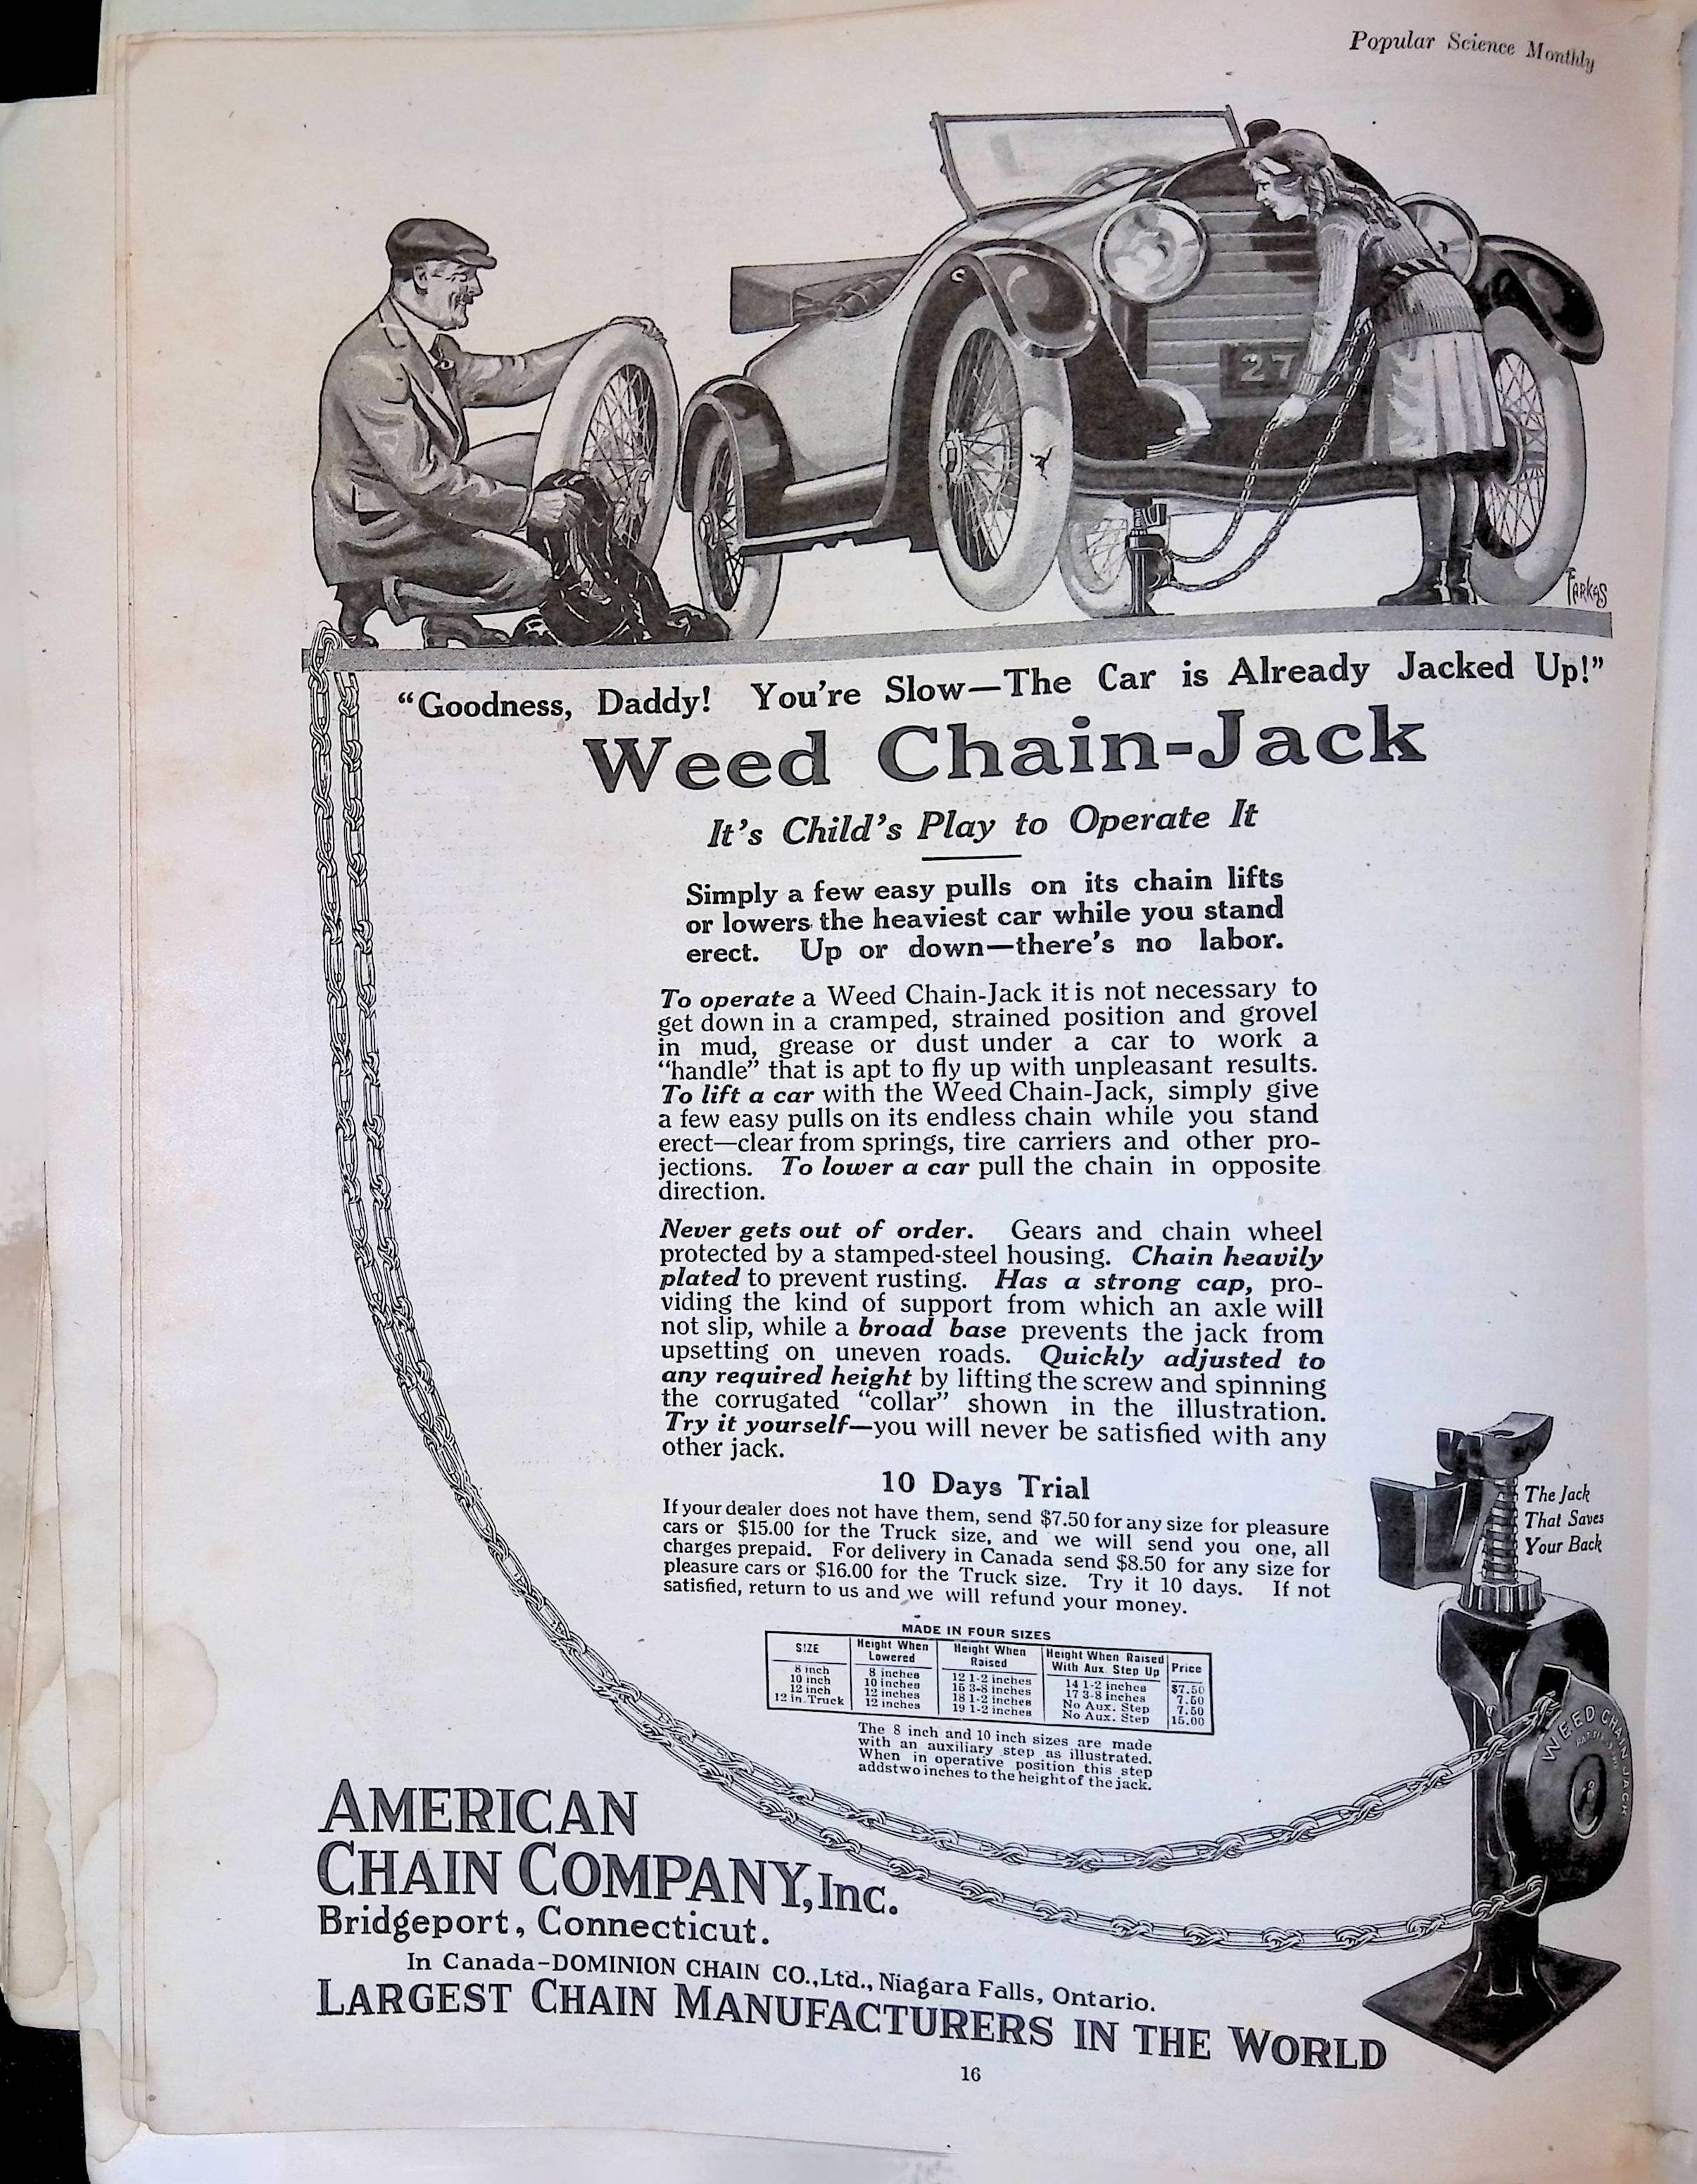 Popular Science Monthly
27
FARKAS
“Goodness, Daddy! You're Slow—The Car is Already Jacked Up!”
Weed Chain-Jack
It's Child's Play to Operate It
Simply a few easy pulls on its chain lifts
or lowers the heaviest car while you stand
erect. Up or down—there's no labor.
To operate a Weed Chain-Jack it is not necessary to
get down in a cramped, strained position and grovel
in mud, grease or dust under a car to work a
“handle” that is apt to fly up with unpleasant results.
To lift a car with the Weed Chain-Jack, simply give
a few easy pulls on its endless chain while you stand
erect—clear from springs, tire carriers and other pro-
jections. To lower a car pull the chain in opposite
direction.
Never gets out of order. Gears and chain wheel
protected by a stamped-steel housing. Chain heavily
plated to prevent rusting. Has a strong cap, pro-
viding the kind of support from which an axle will
not slip, while a broad base prevents the jack from
upsetting on uneven roads. Quickly adjusted to
any required height by lifting the screw and spinning
the corrugated “collar” shown in the illustration.
Try it yourself—you will never be satisfied with any
other jack.
10 Days Trial
If your dealer does not have them, send $7.50 for any size for pleasure
cars or $15.00 for the Truck size, and we will send you one, all
charges prepaid. For delivery in Canada send $8.50 for any size for
pleasure cars or $16.00 for the Truck size. Try it 10 days. If not
satisfied, return to us and we will refund your money.
The Jack
That Saves
Your Back
MADE IN FOUR SIZES
SIZE Height When Lowered Height When Raised Height When Raised With Aux. Step Up Price
8 inch 8 inches 12 1-2 inches 14 1-2 inches $7.50
10 inch 10 inches 15 3-8 inches 17 3-8 inches 7.50
12 inch 12 inches 18 1-2 inches No Aux. Step 7.50
12 in. Truck 12 inches 19 1-2 inches No Aux. Step 15.00
The 8 inch and 10 inch sizes are made
with an auxiliary step as illustrated.
When in operative position this step
adds two inches to the height of the jack.
WEED CHAIN JACK
AMERICAN
CHAIN COMPANY, Inc.
Bridgeport, Connecticut.
In Canada–DOMINION CHAIN CO., Ltd., Niagara Falls, Ontario.
LARGEST CHAIN MANUFACTURERS IN THE WORLD
16